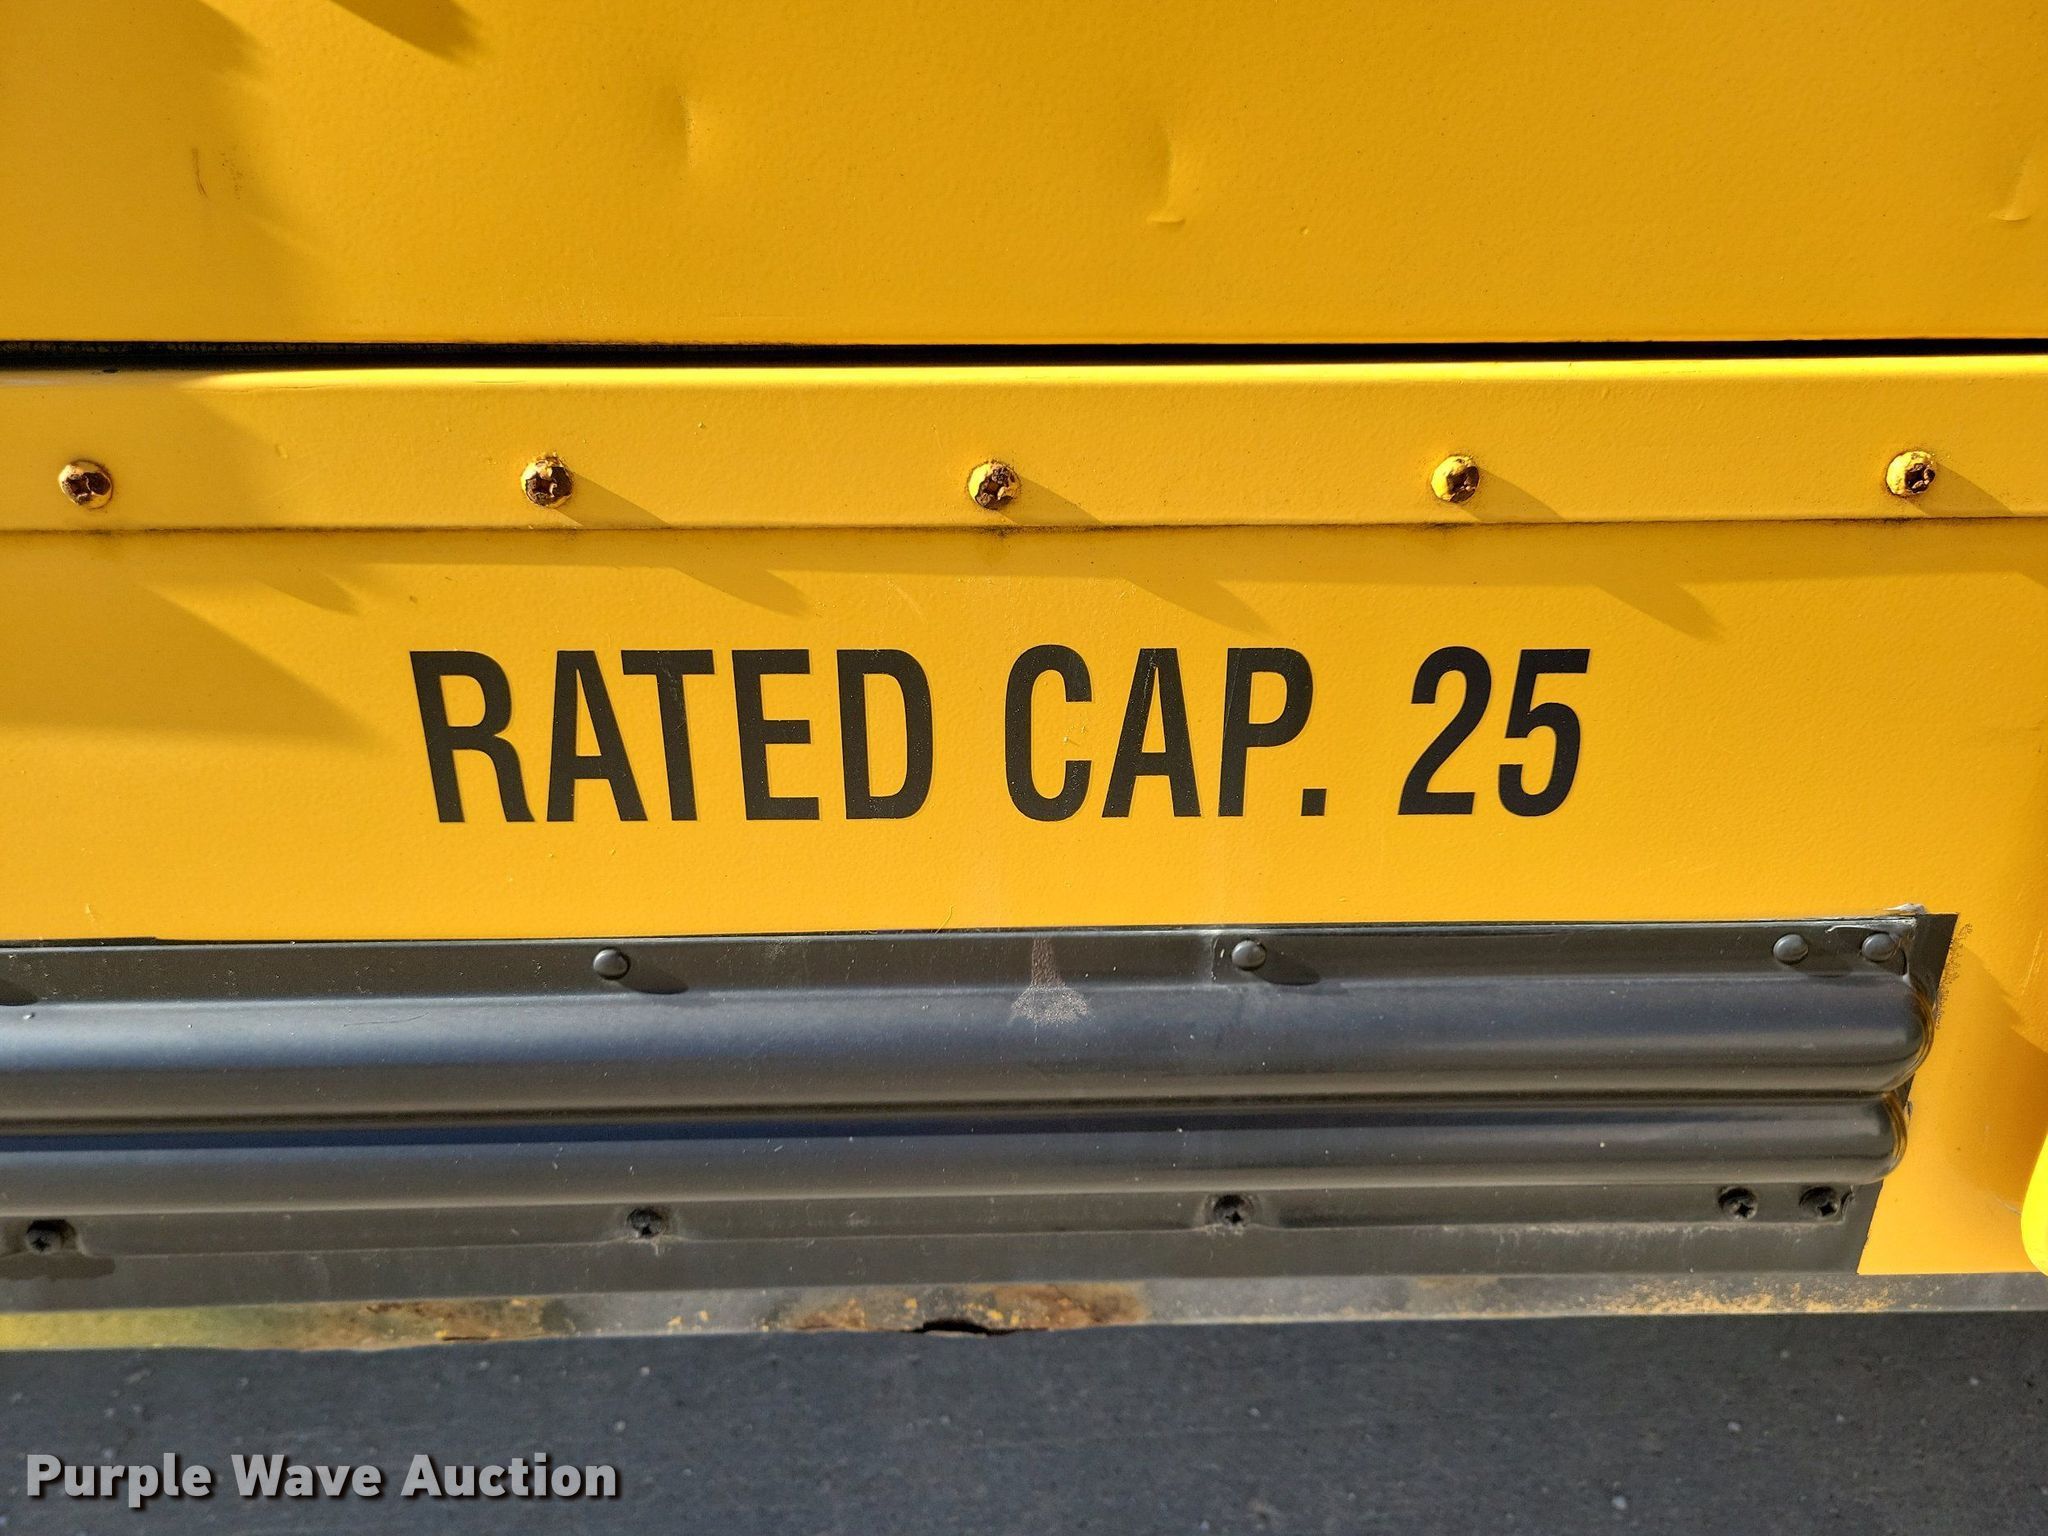 RATED CAP. 25
Purple Wave Auction